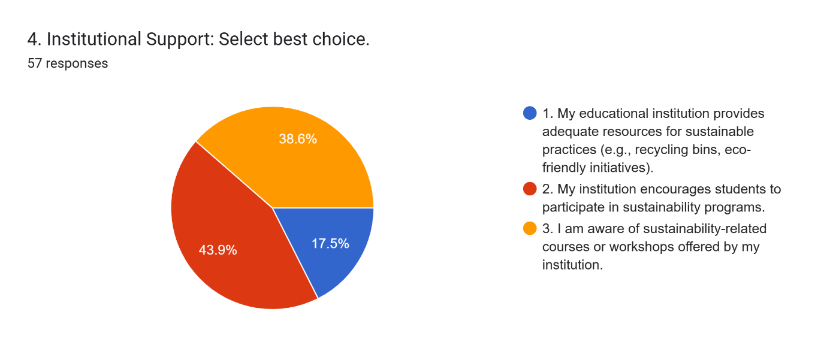 4. Institutional Support: Select best choice.
57 responses
38.6%
43.9%
17.5%
1. My educational institution provides
adequate resources for sustainable
practices (e.g., recycling bins, eco-
friendly initiatives).
2. My institution encourages students to
participate in sustainability programs.
3. I am aware of sustainability-related
courses or workshops offered by my
institution.